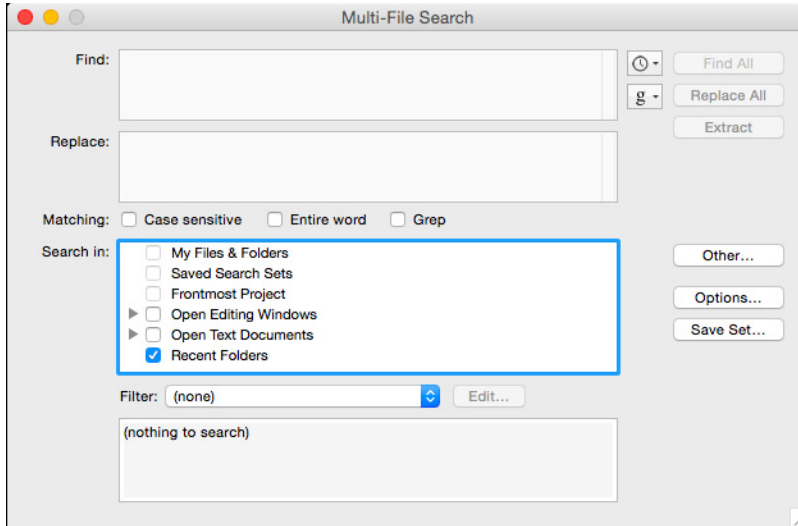 Multi-File Search
Find:
Find All
g
Replace All
Extract
Replace:
Matching: Case sensitive Entire word Grep
Search in:
My Files & Folders
Saved Search Sets
Frontmost Project
Open Editing Windows
Open Text Documents
Recent Folders
Other...
Options...
Save Set...
Filter: (none) Edit...
(nothing to search)